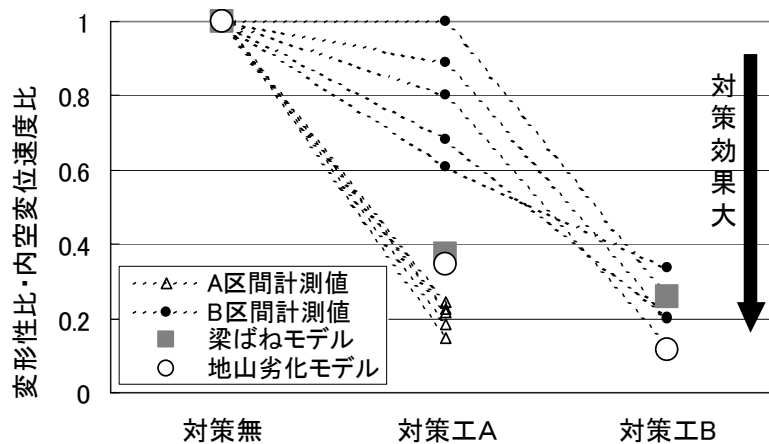 変形性比・内空変位速度比
1
0.8
0.6
0.4
0.2
0
A区間計測値
B区間計測値
梁ばねモデル
地山劣化モデル
対策無
対策工A
対策工B
対策効果大